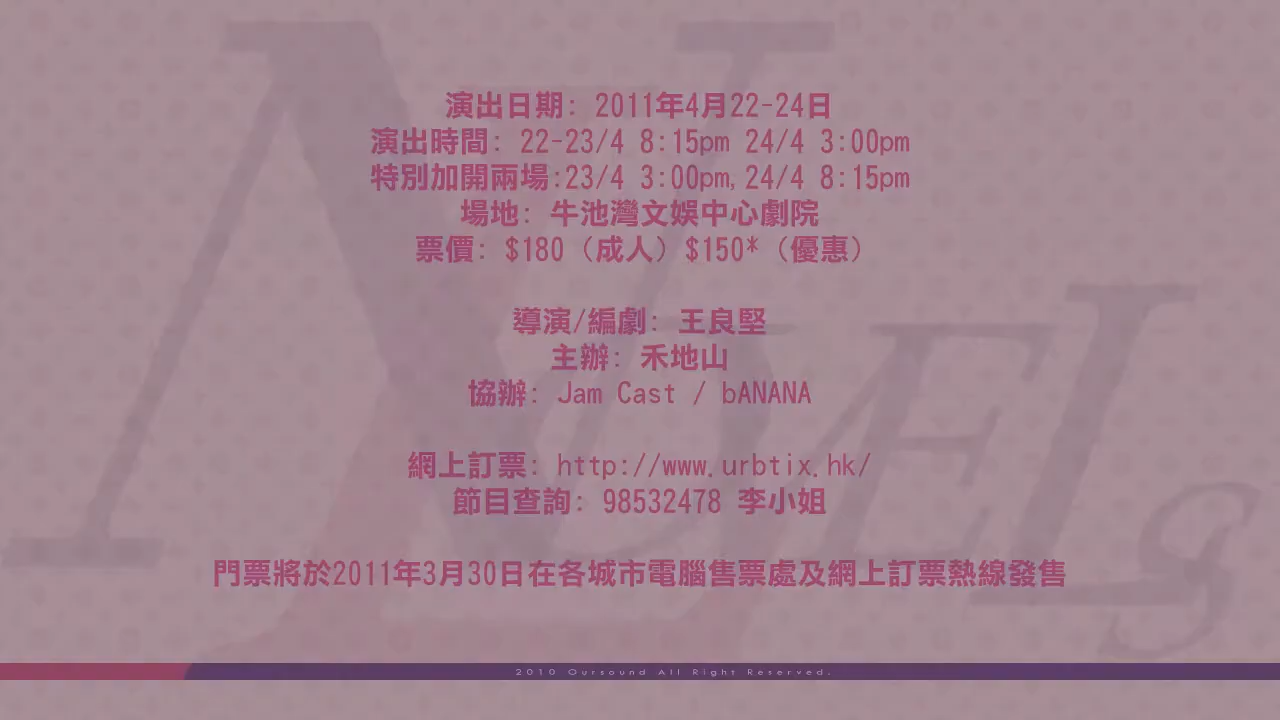 演出日期: 2011年4月22-24日
演出時間: 22-23/4 8:15pm 24/4 3:00pm
特別加開兩場:23/4 3:00pm,24/4 8:15pm
場地: 牛池灣文娛中心劇院
票價: $180（成人）$150*（優惠）
導演/編劇: 王良堅
主辦: 禾地山
協辦: Jam Cast / bANANA
網上訂票: http://www.urbtix.hk/
節目查詢: 98532478 李小姐
門票將於2011年3月30日在各城市電腦售票處及網上訂票熱線發售
2010 Oursound All Right Reserved.